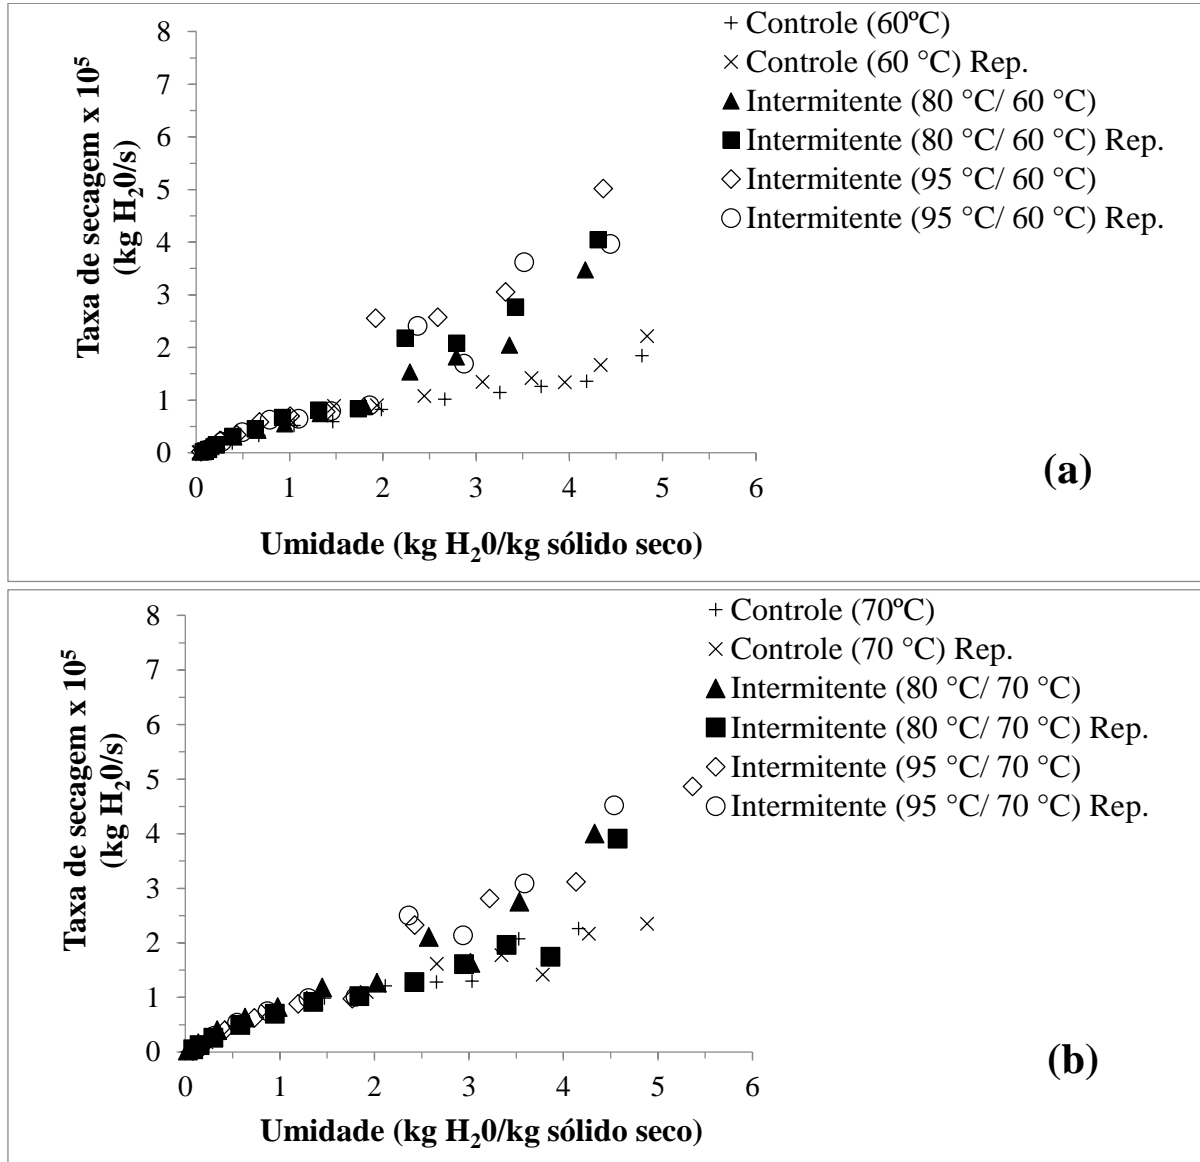 8
7
6
5
4
3
2
1
0
0 1 2 3 4 5 6
Taxa de secagem x 10⁵
(kg H₂0/s)
Umidade (kg H₂0/kg sólido seco)
Controle (60ºC)
Controle (60 °C) Rep.
Intermitente (80 °C/ 60 °C)
Intermitente (80 °C/ 60 °C) Rep.
Intermitente (95 °C/ 60 °C)
Intermitente (95 °C/ 60 °C) Rep.
(a)
8
7
6
5
4
3
2
1
0
0 1 2 3 4 5 6
Taxa de secagem x 10⁵
(kg H₂0/s)
Umidade (kg H₂0/kg sólido seco)
Controle (70ºC)
Controle (70 °C) Rep.
Intermitente (80 °C/ 70 °C)
Intermitente (80 °C/ 70 °C) Rep.
Intermitente (95 °C/ 70 °C)
Intermitente (95 °C/ 70 °C) Rep.
(b)